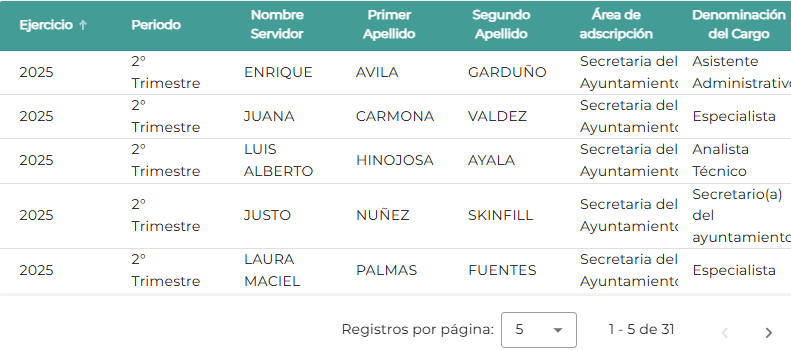 Ejercicio ↑ Periodo Nombre Servidor Primer Apellido Segundo Apellido Área de adscripción Denominación del Cargo
2025 2° Trimestre ENRIQUE AVILA GARDUÑO Secretaria del Ayuntamiento Asistente Administrativo
2025 2° Trimestre JUANA CARMONA VALDEZ Secretaria del Ayuntamiento Especialista
2025 2° Trimestre LUIS ALBERTO HINOJOSA AYALA Secretaria del Ayuntamiento Analista Técnico
2025 2° Trimestre JUSTO NUÑEZ SKINFILL Secretaria del Ayuntamiento Secretario(a) del ayuntamiento
2025 2° Trimestre LAURA MACIEL PALMAS FUENTES Secretaria del Ayuntamiento Especialista
Registros por página: 5 1 - 5 de 31